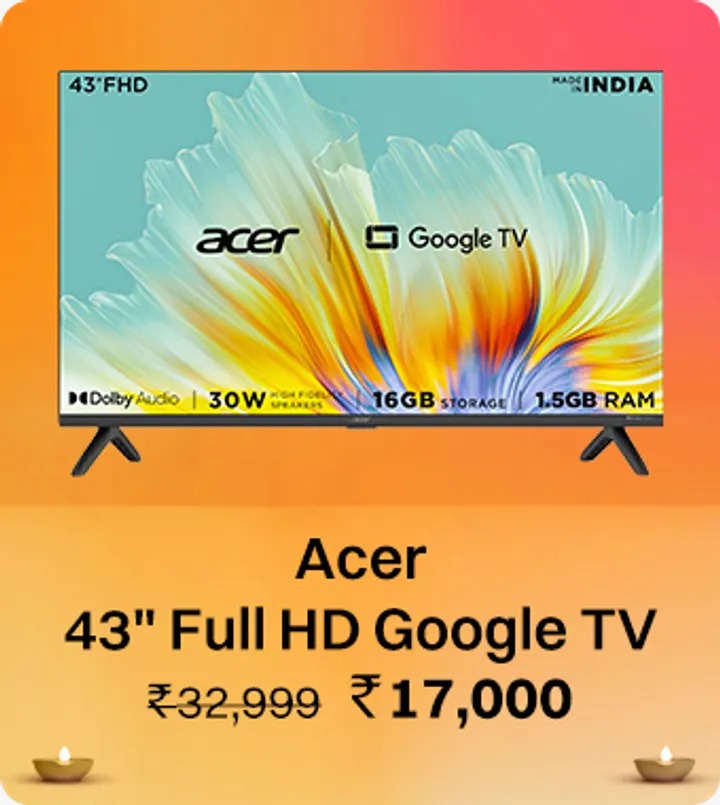 43"FHD
MADE IN INDIA
acer | Google TV
Dolby Audio | 30W HIGH FIDELITY SPEAKERS | 16GB STORAGE | 1.5GB RAM
Acer
43" Full HD Google TV
₹32,999 ₹17,000